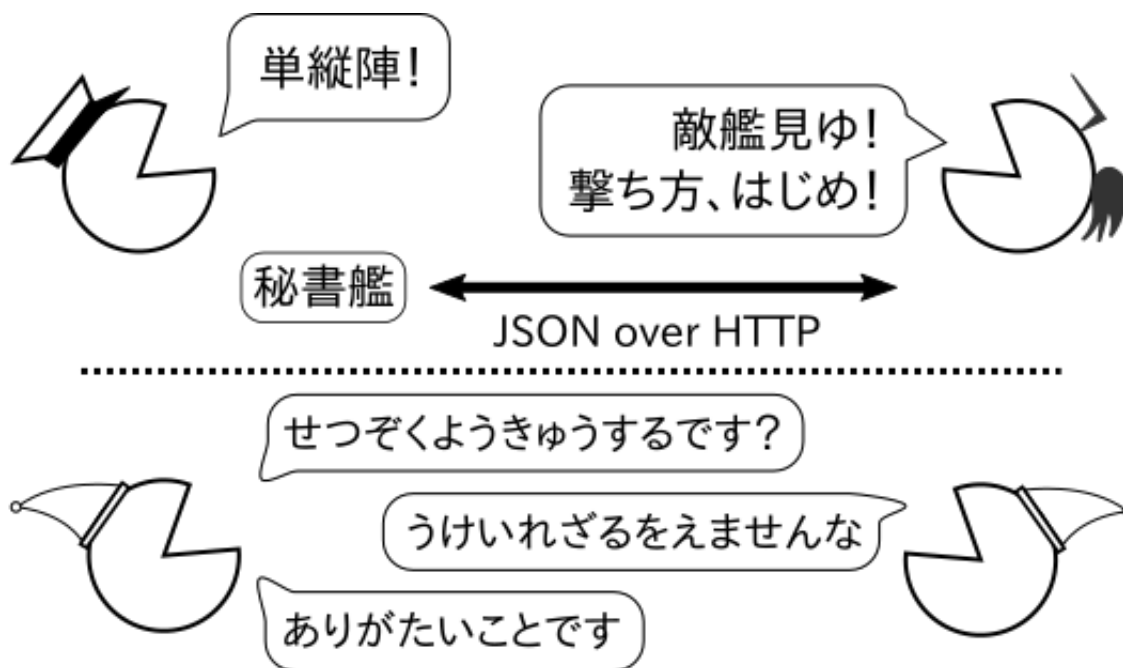 単縦陣!
敵艦見ゆ!
撃ち方、はじめ!
秘書艦
JSON over HTTP
せつぞくようきゅうするです?
うけいれざるをえませんな
ありがたいことです